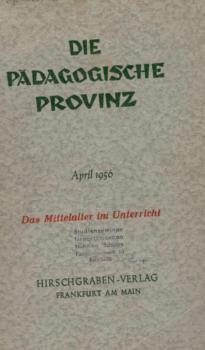 DIE
PÄDAGOGISCHE
PROVINZ
April 1956
Das Mittelalter im Unterricht
HIRSCHGRABEN-VERLAG
FRANKFURT AM MAIN